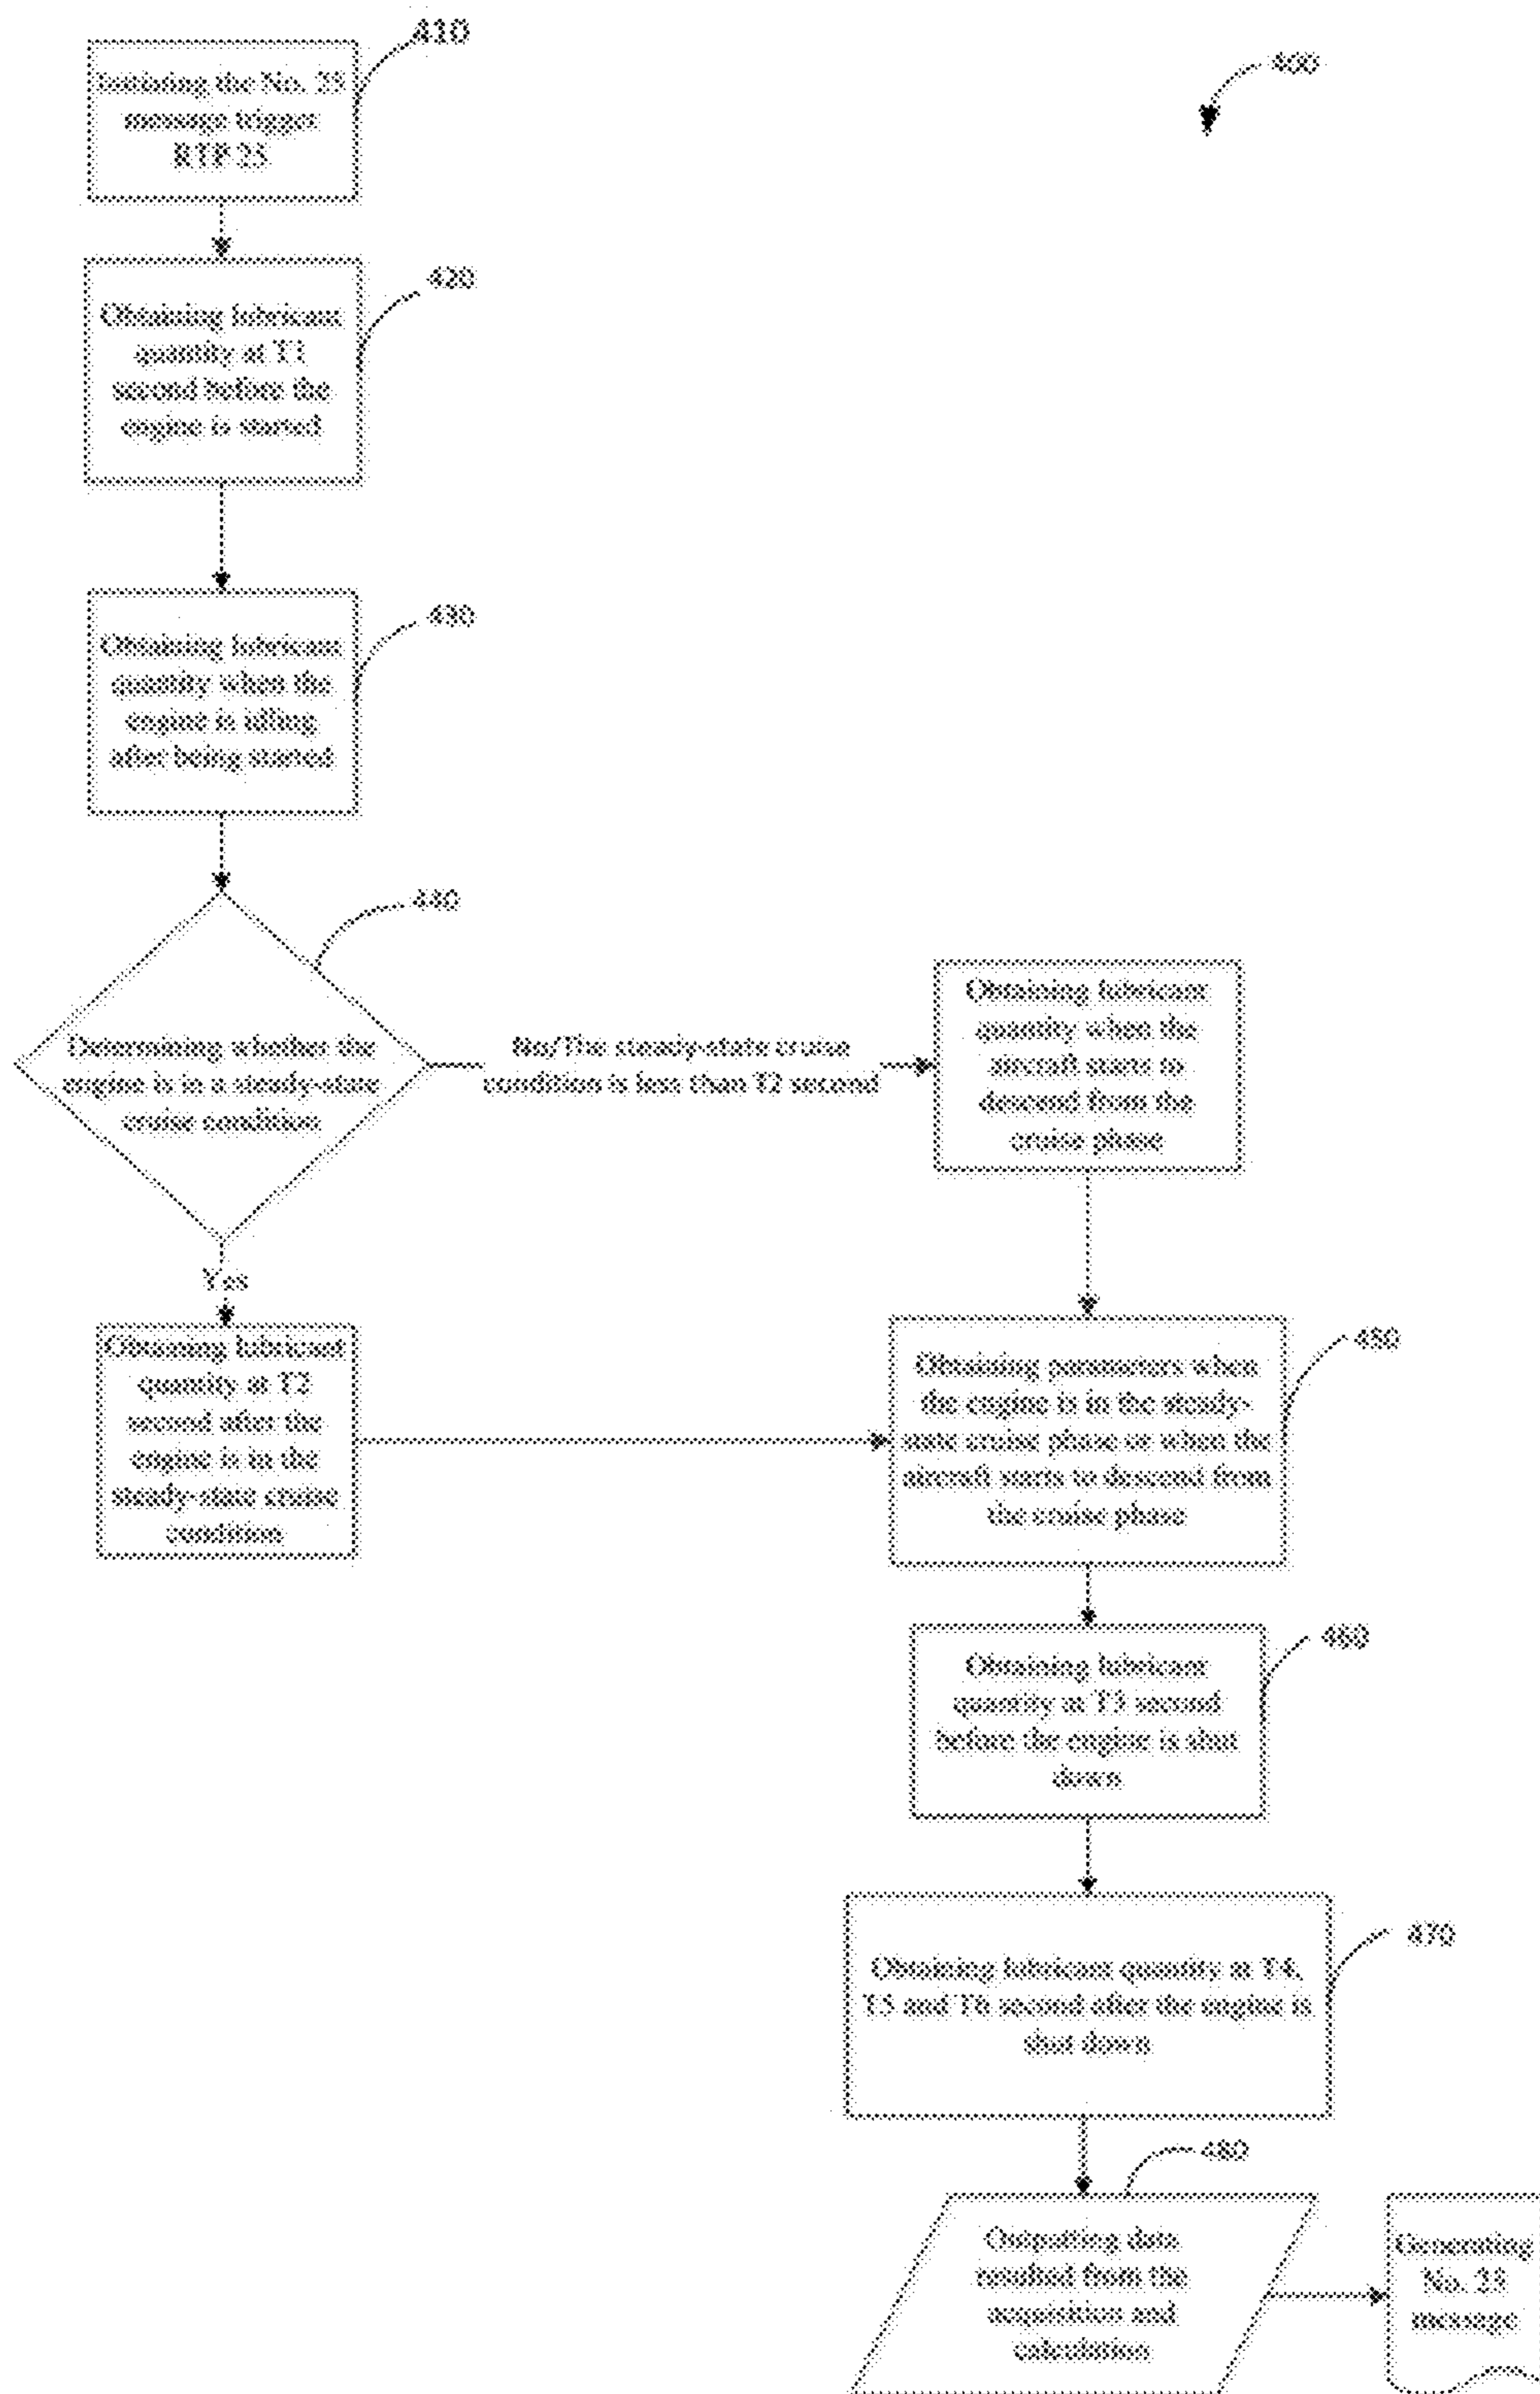 410
400
the No. 25
message trigger
RTP 25
420
Obtaining lubricant
quantity at T1
second before the
engine is started
430
Obtaining lubricant
quantity when the
engine is idling
after being started
440
Determining whether the
engine is in a steady-state
cruise condition
No/The steady-state cruise
condition is less than T2 second
Obtaining lubricant
quantity when the
aircraft starts to
descend from the
cruise phase
Yes
Obtaining lubricant
quantity at T2
second after the
engine is in the
steady-state cruise
condition
450
Obtaining parameters when
the engine is in the steady-
state cruise phase or when the
aircraft starts to descend from
the cruise phase
460
Obtaining lubricant
quantity at T3 second
before the engine is shut
down
470
Obtaining lubricant quantity at T4,
T5 and T6 second after the engine is
shut down
480
Outputting data
resulted from the
acquisition and
calculation
Generating
No. 25
message